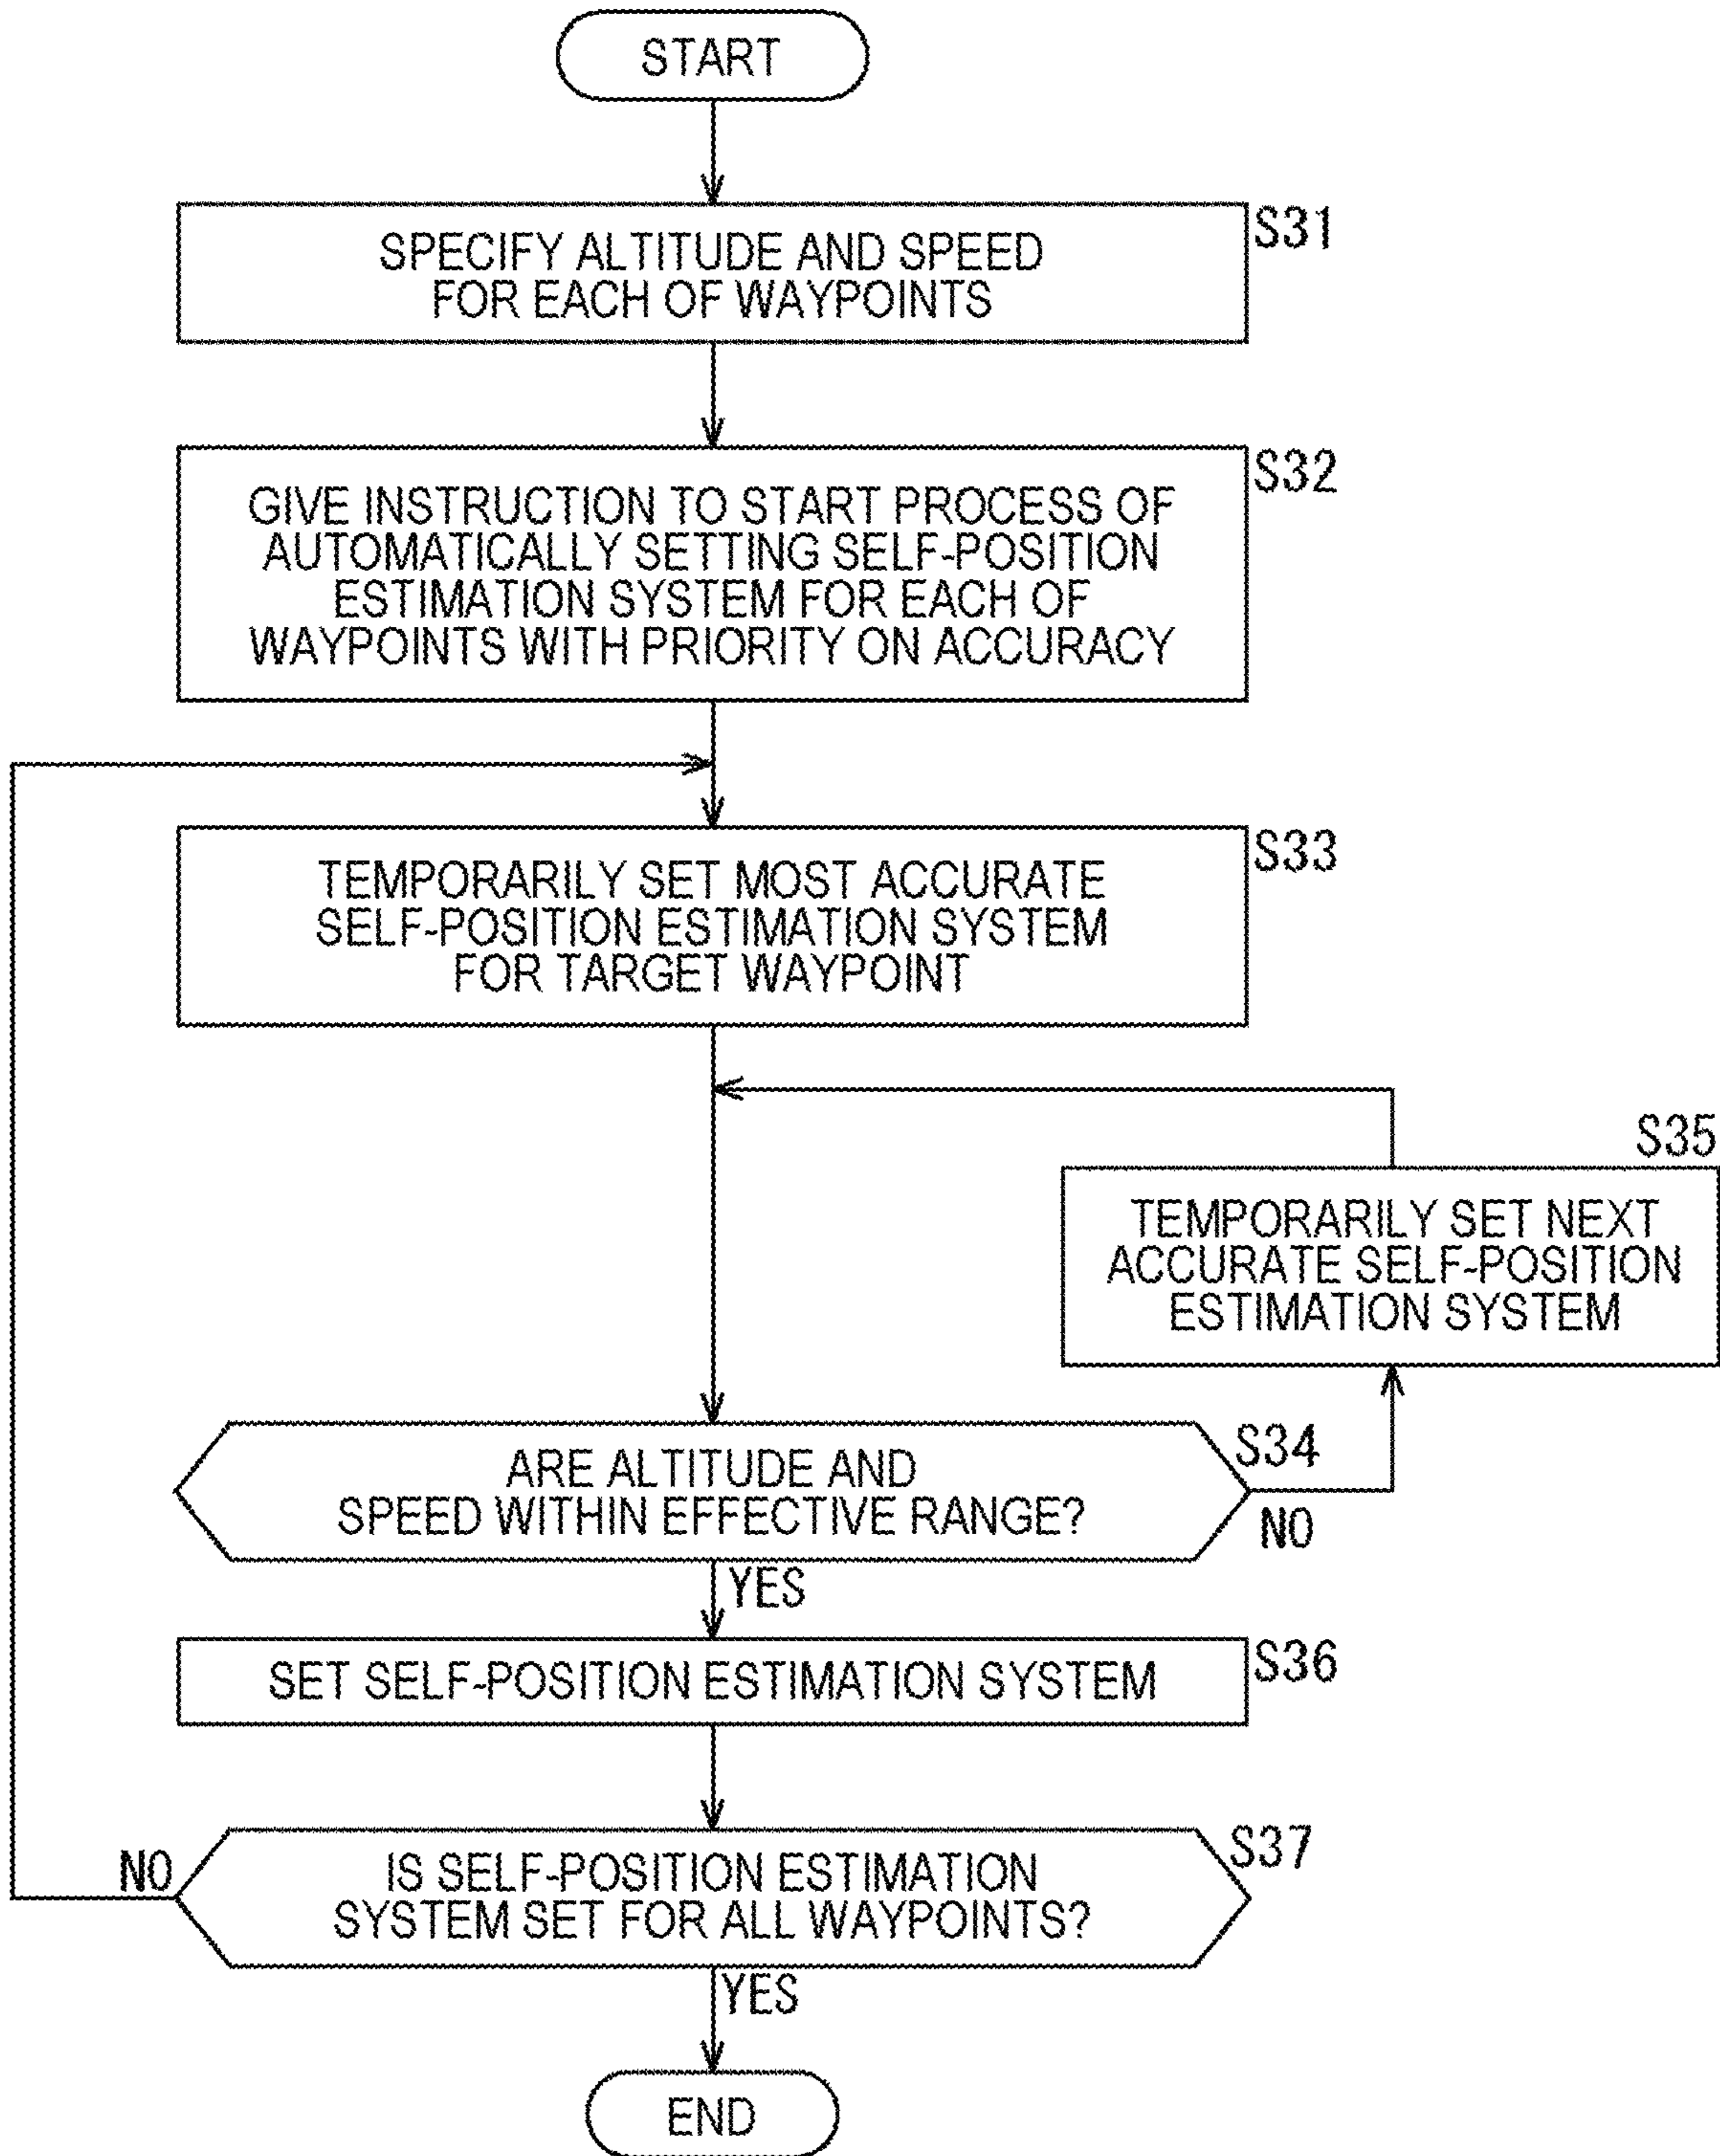 START
S31
SPECIFY ALTITUDE AND SPEED
FOR EACH OF WAYPOINTS
S32
GIVE INSTRUCTION TO START PROCESS OF
AUTOMATICALLY SETTING SELF-POSITION
ESTIMATION SYSTEM FOR EACH OF
WAYPOINTS WITH PRIORITY ON ACCURACY
S33
TEMPORARILY SET MOST ACCURATE
SELF-POSITION ESTIMATION SYSTEM
FOR TARGET WAYPOINT
S35
TEMPORARILY SET NEXT
ACCURATE SELF-POSITION
ESTIMATION SYSTEM
S34
ARE ALTITUDE AND
SPEED WITHIN EFFECTIVE RANGE?
NO
YES
S36
SET SELF-POSITION ESTIMATION SYSTEM
S37
NO
IS SELF-POSITION ESTIMATION
SYSTEM SET FOR ALL WAYPOINTS?
YES
END